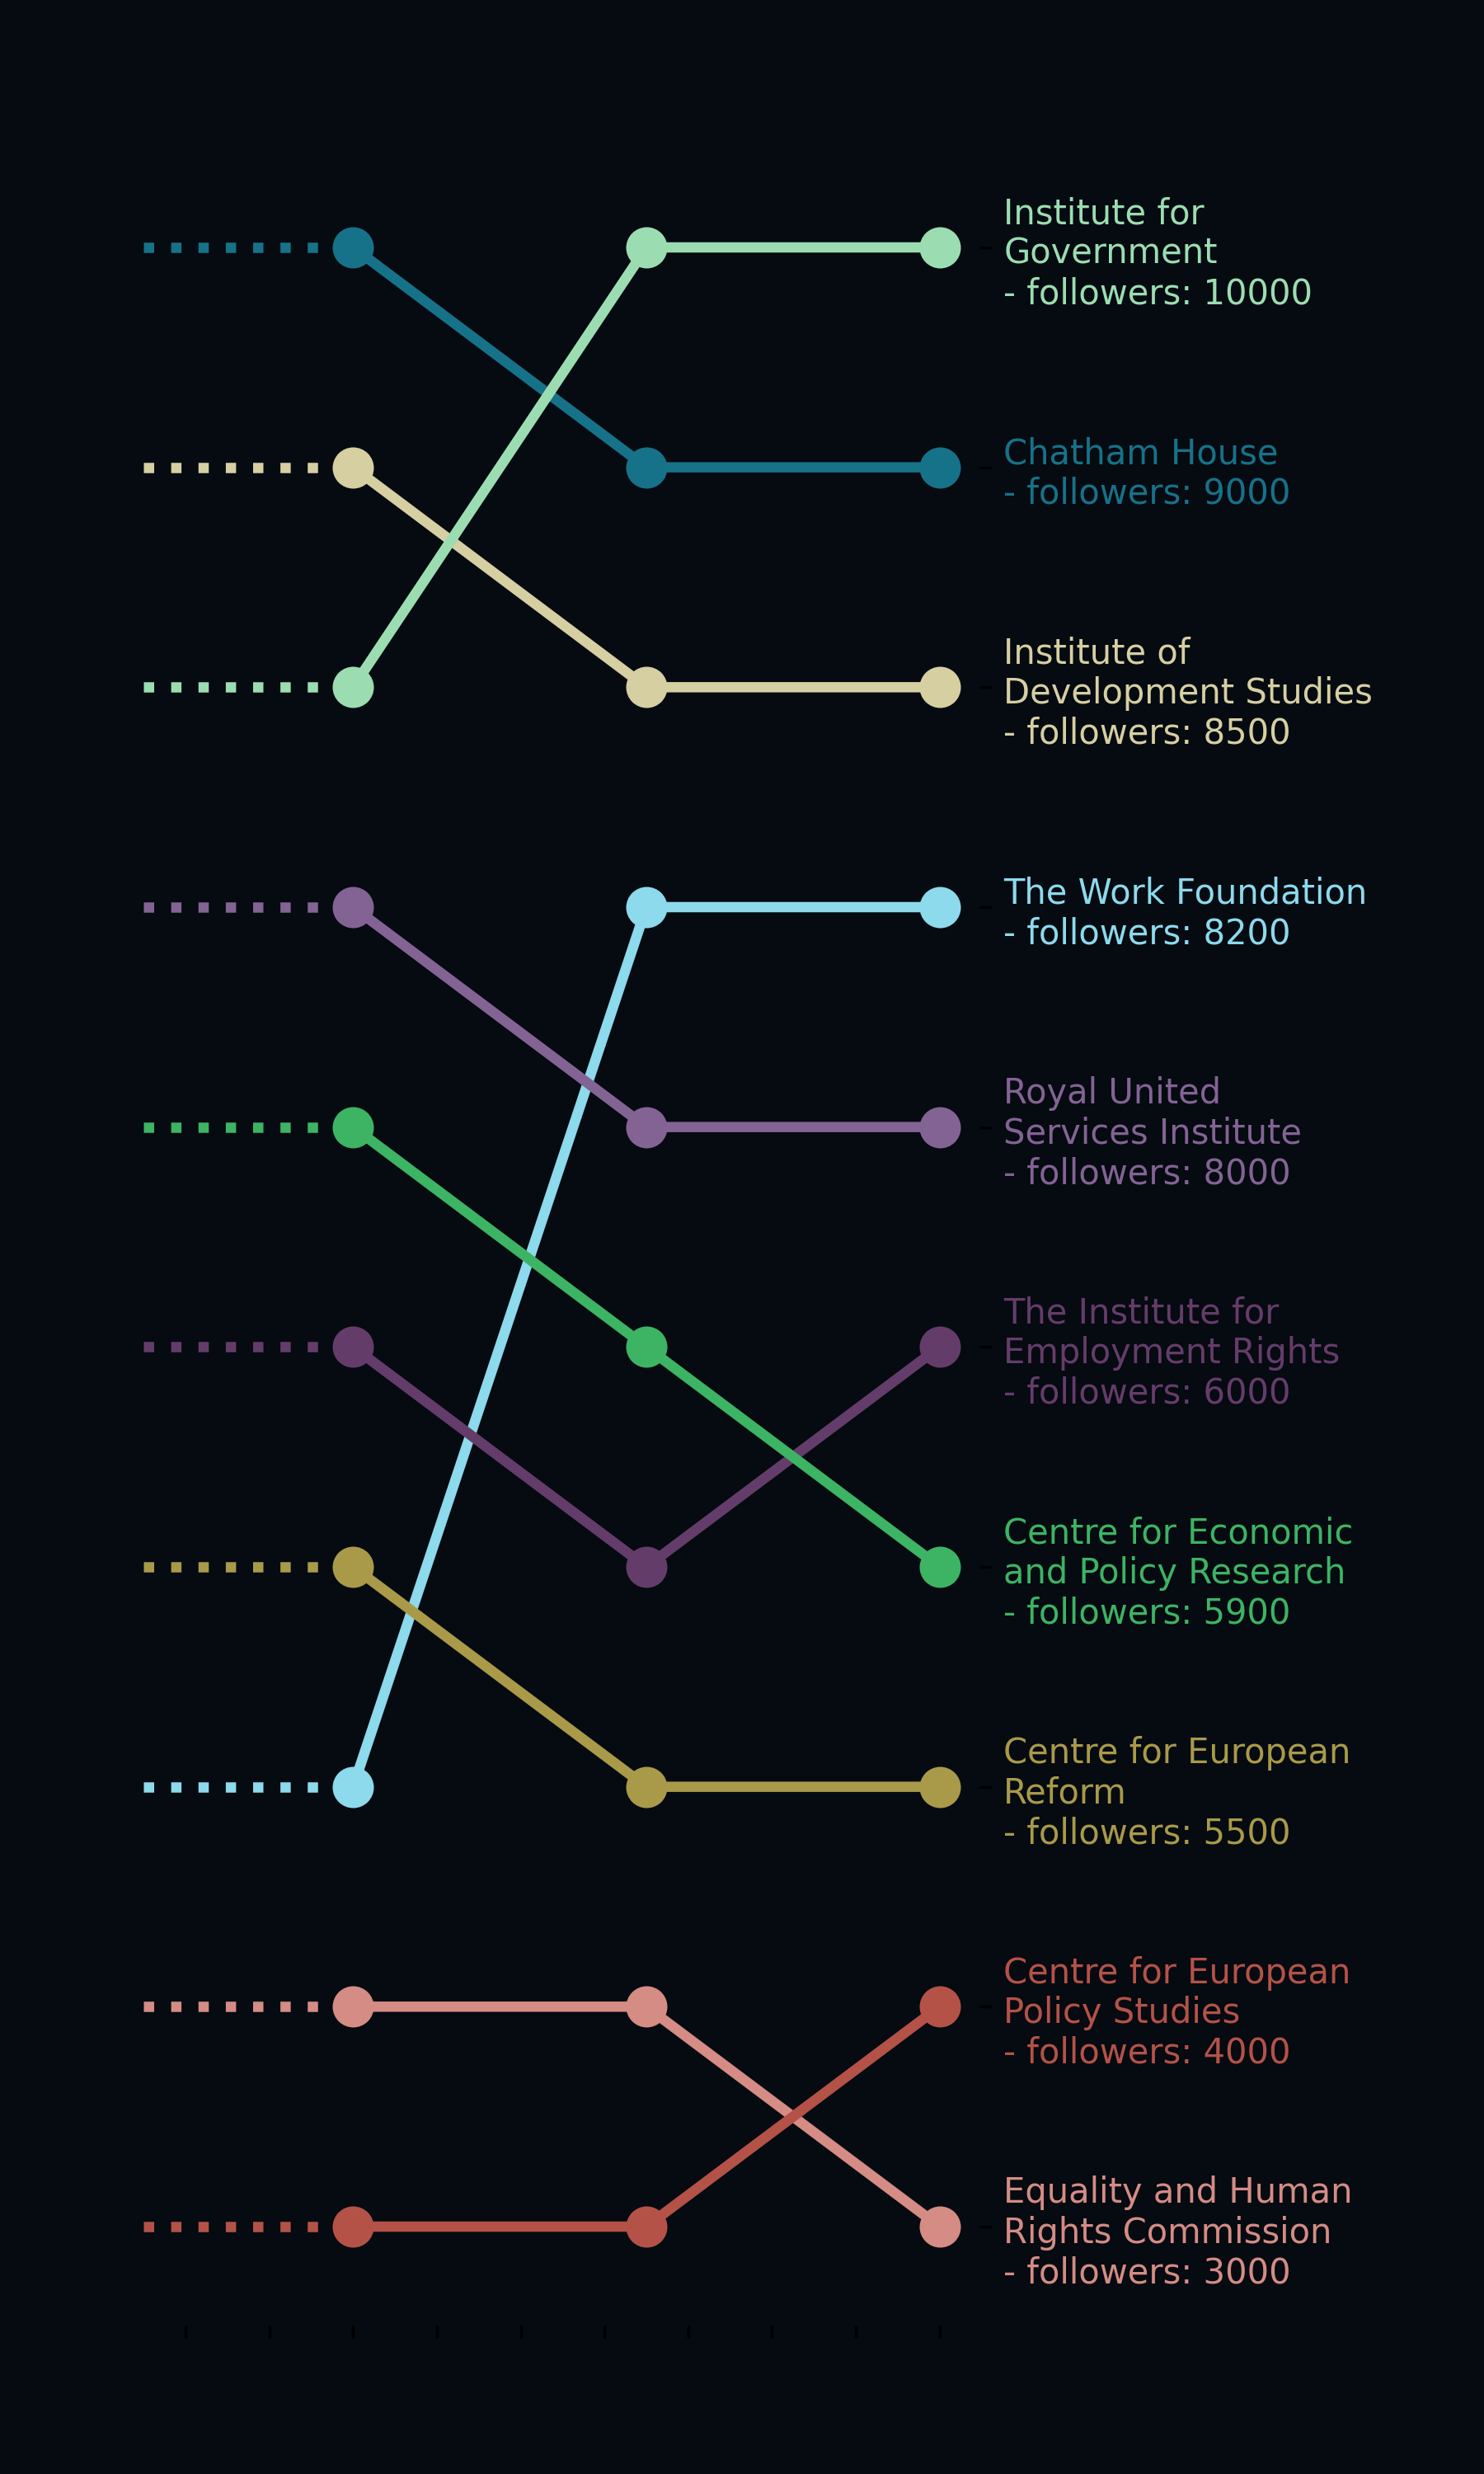 Institute for
Government
- followers: 10000
Chatham House
- followers: 9000
Institute of
Development Studies
- followers: 8500
The Work Foundation
- followers: 8200
Royal United
Services Institute
- followers: 8000
The Institute for
Employment Rights
- followers: 6000
Centre for Economic
and Policy Research
- followers: 5900
Centre for European
Reform
- followers: 5500
Centre for European
Policy Studies
- followers: 4000
Equality and Human
Rights Commission
- followers: 3000